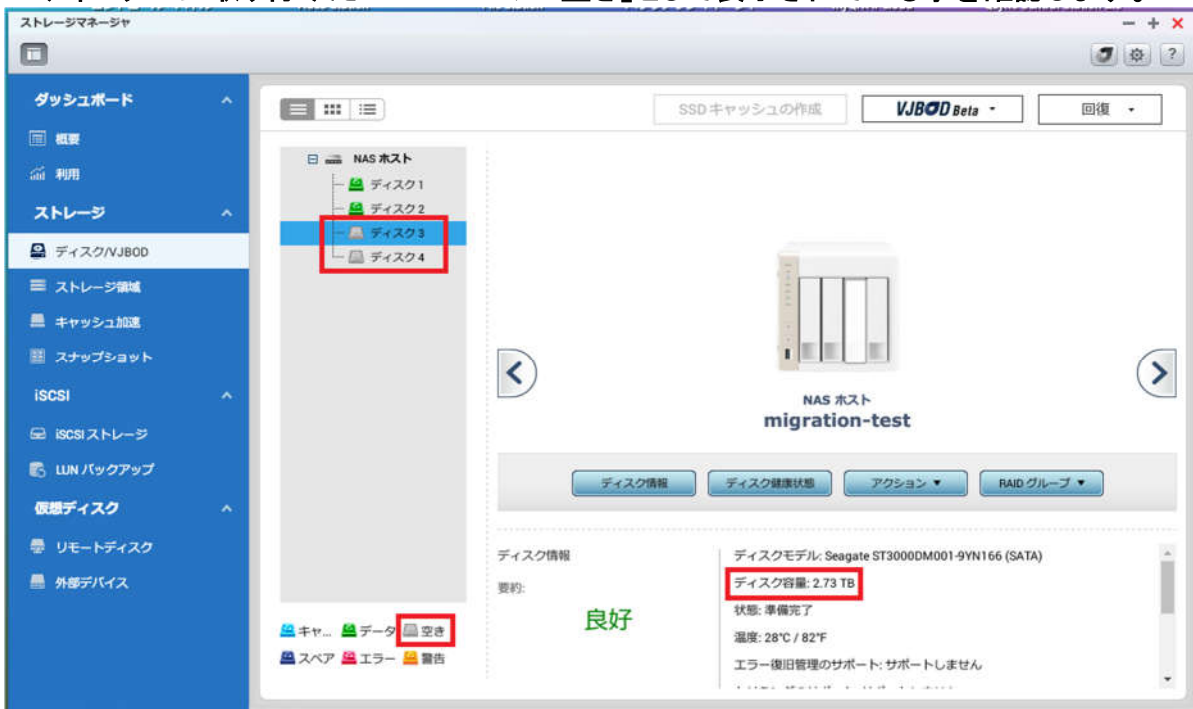 ストレージマネージャ
ダッシュボード
概要
利用
ストレージ
ディスク/VJBOD
ストレージ領域
キャッシュ加速
スナップショット
iSCSI
iSCSIストレージ
LUN バックアップ
仮想ディスク
リモートディスク
外部デバイス
SSDキャッシュの作成
VJBOD Beta
回復
NAS ホスト
ディスク 1
ディスク 2
ディスク 3
ディスク 4
キャ... データ 空き
スペア エラー 警告
NAS ホスト
migration-test
ディスク情報
ディスク健康状態
アクション ▼
RAID グループ ▼
ディスク情報
要約:
良好
ディスクモデル: Seagate ST3000DM001-9YN166 (SATA)
ディスク容量: 2.73 TB
状態: 準備完了
温度: 28°C / 82°F
エラー復旧管理のサポート: サポートしません